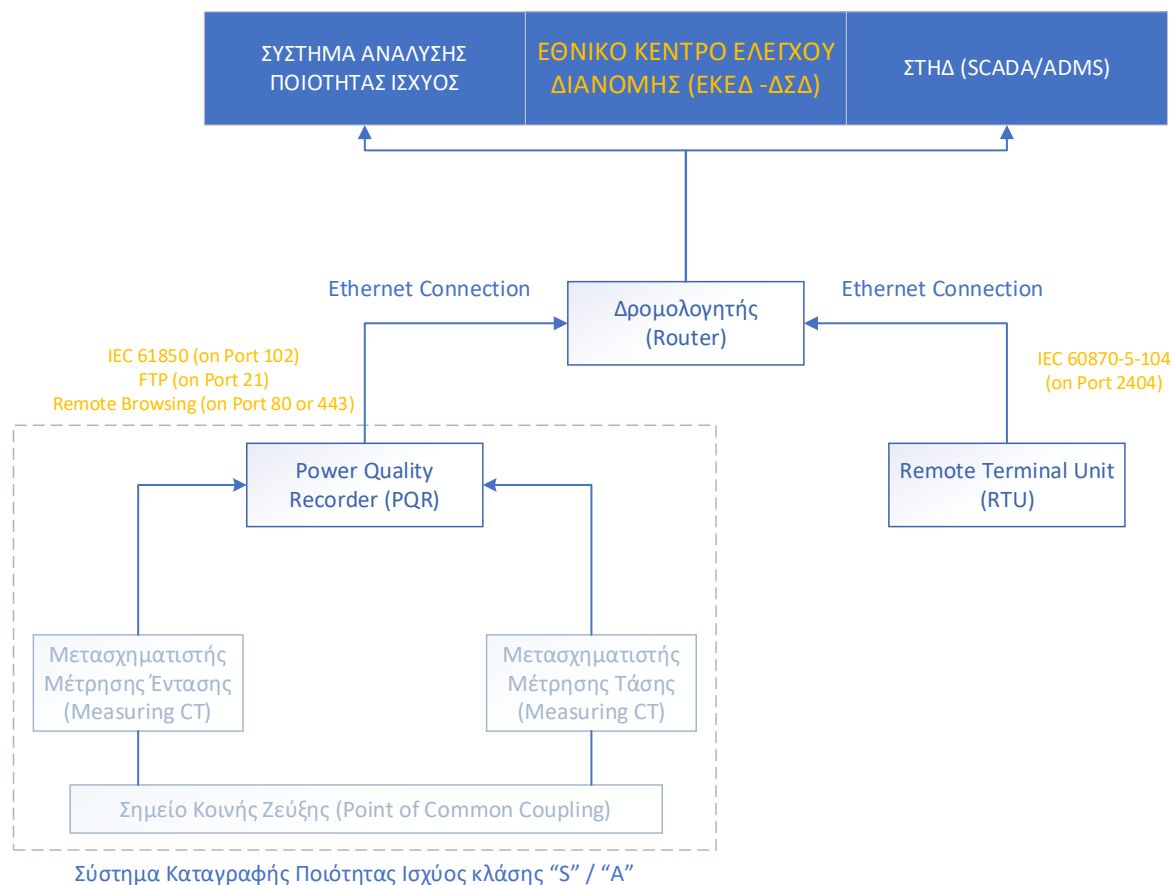 ΣΥΣΤΗΜΑ ΑΝΑΛΥΣΗΣ
ΠΟΙΟΤΗΤΑΣ ΙΣΧΥΟΣ
ΕΘΝΙΚΟ ΚΕΝΤΡΟ ΕΛΕΓΧΟΥ
ΔΙΑΝΟΜΗΣ (ΕΚΕΔ -ΔΣΔ)
ΣΤΗΔ (SCADA/ADMS)
Ethernet Connection
Δρομολογητής
(Router)
Ethernet Connection
IEC 61850 (on Port 102)
FTP (on Port 21)
Remote Browsing (on Port 80 or 443)
IEC 60870-5-104
(on Port 2404)
Power Quality
Recorder (PQR)
Remote Terminal Unit
(RTU)
Μετασχηματιστής
Μέτρησης Έντασης
(Measuring CT)
Μετασχηματιστής
Μέτρησης Τάσης
(Measuring CT)
Σημείο Κοινής Ζεύξης (Point of Common Coupling)
Σύστημα Καταγραφής Ποιότητας Ισχύος κλάσης “S” / “A”